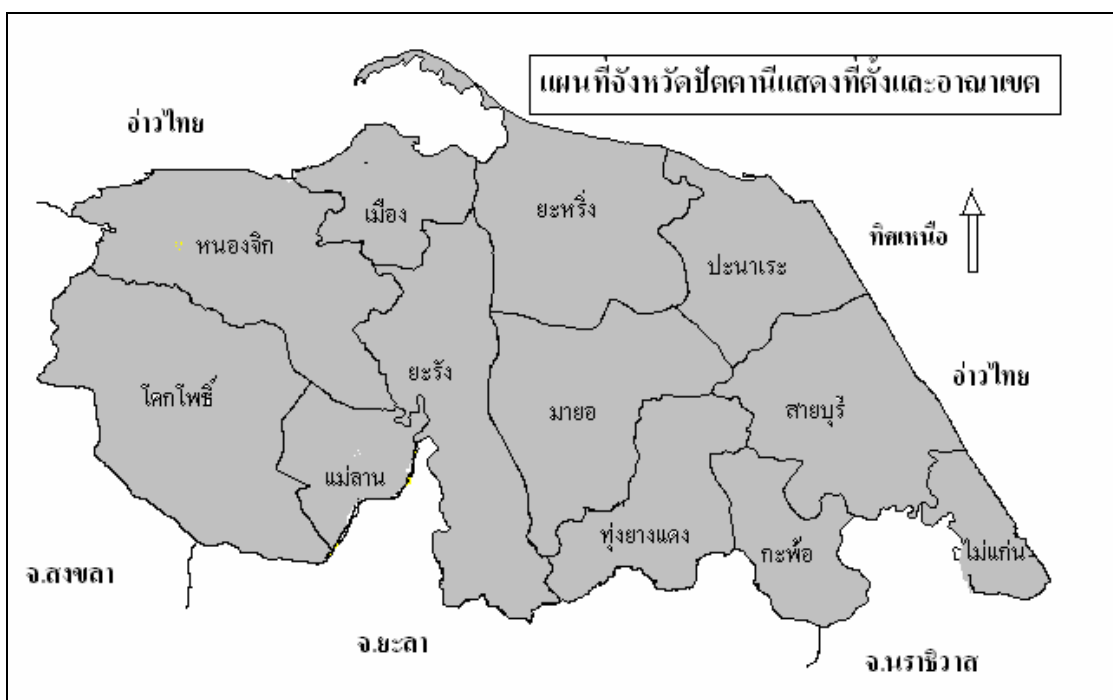 แผนที่จังหวัดปัตตานีแสดงที่ตั้งและอาณาเขต
อ่าวไทย
เมือง
ยะหริ่ง
ทิศเหนือ
หนองจิก
ปะนาเระ
ยะรัง
อ่าวไทย
โคกโพธิ์
มายอ
สายบุรี
แม่ลาน
ทุ่งยางแดง
กะพ้อ
ไม่แก่น
จ.สงขลา
จ.ยะลา
จ.นราธิวาส